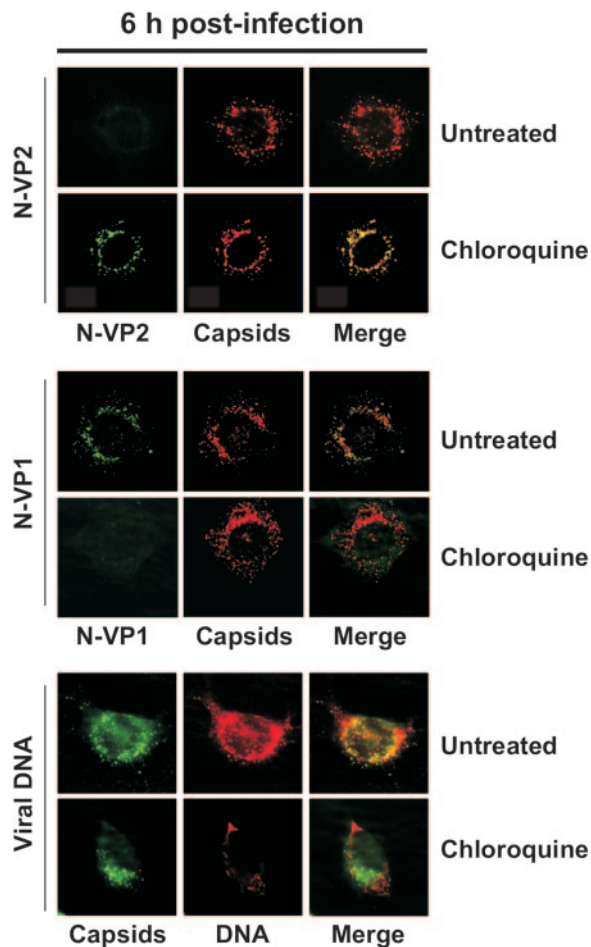 6 h post-infection
N-VP2
Untreated
Chloroquine
N-VP2 Capsids Merge
N-VP1
Untreated
Chloroquine
N-VP1 Capsids Merge
Viral DNA
Untreated
Chloroquine
Capsids DNA Merge